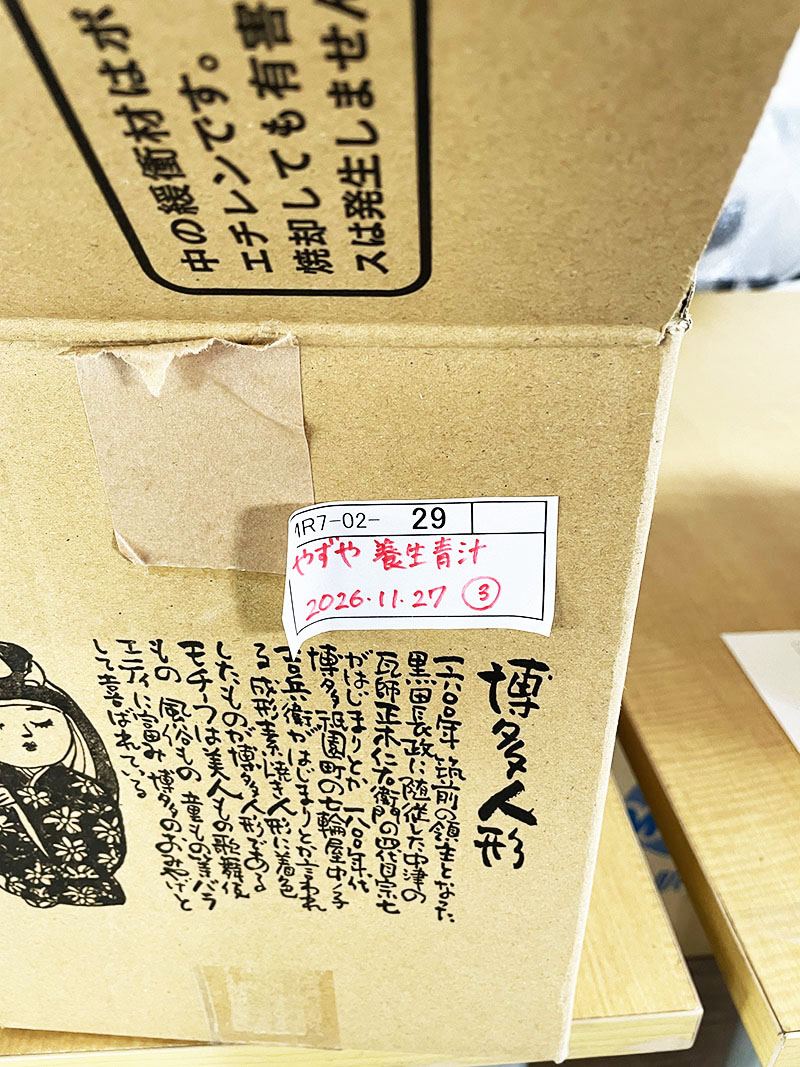 中の緩衝材はポ
エチレンです。
焼却しても有害
スは発生しません
R7-02- 29
やずや 養生青汁
2026.11.27 ③
博多人形
一六〇〇年 筑前の領主となった
黒田長政に随従した中津の
瓦師正木仁右衛門の四代目宗七
がはじまりとか 一八〇〇年代
博多祇園町の七輪屋中ノ子
吉兵衛がはじまりとか言われ
る 成形素焼き人形に着色
したものが博多人形である
モチーフは美人もの歌舞伎
もの 風俗もの 童もの等バラ
エティに富み 博多のおみやげと
して喜ばれている